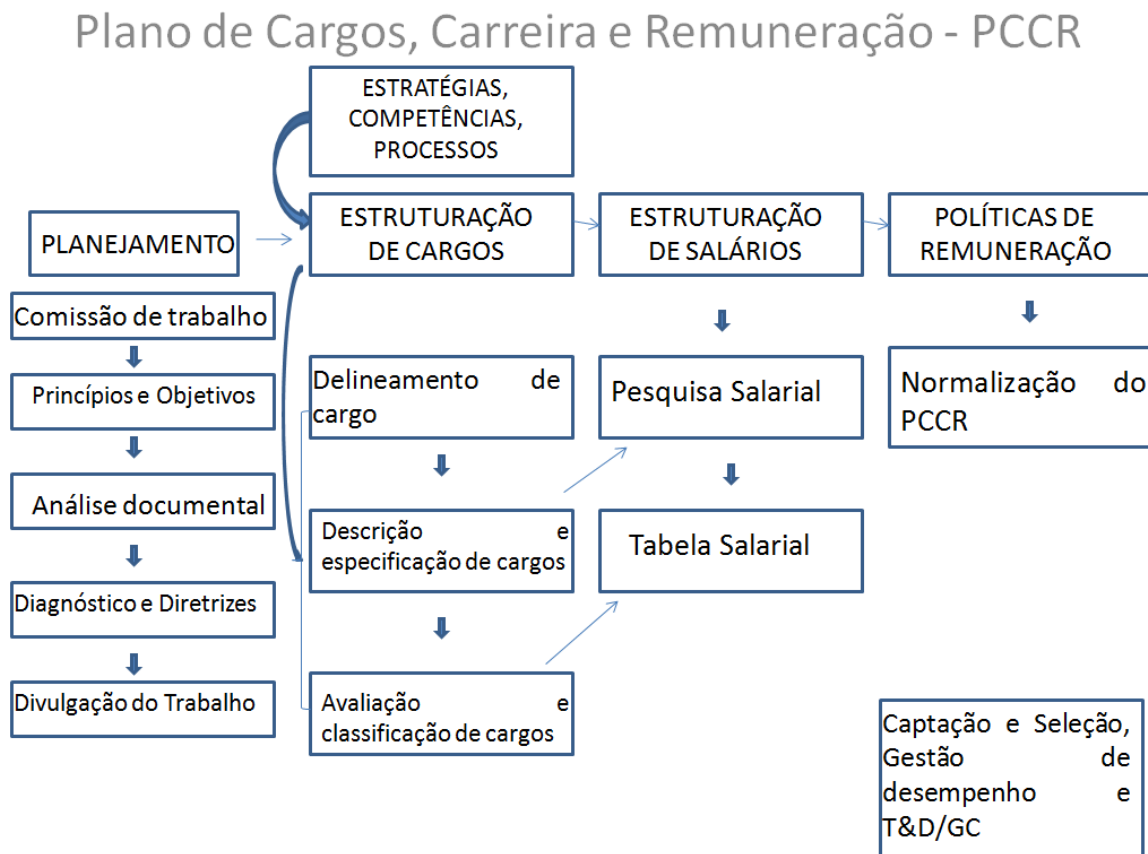 Plano de Cargos, Carreira e Remuneração - PCCR
ESTRATÉGIAS,
COMPETÊNCIAS,
PROCESSOS
PLANEJAMENTO
ESTRUTURAÇÃO
DE CARGOS
ESTRUTURAÇÃO
DE SALÁRIOS
POLÍTICAS DE
REMUNERAÇÃO
Comissão de trabalho
Princípios e Objetivos
Análise documental
Diagnóstico e Diretrizes
Divulgação do Trabalho
Delineamento de
cargo
Descrição e
especificação de cargos
Avaliação e
classificação de cargos
Pesquisa Salarial
Tabela Salarial
Normalização do
PCCR
Captação e Seleção,
Gestão de
desempenho e
T&D/GC